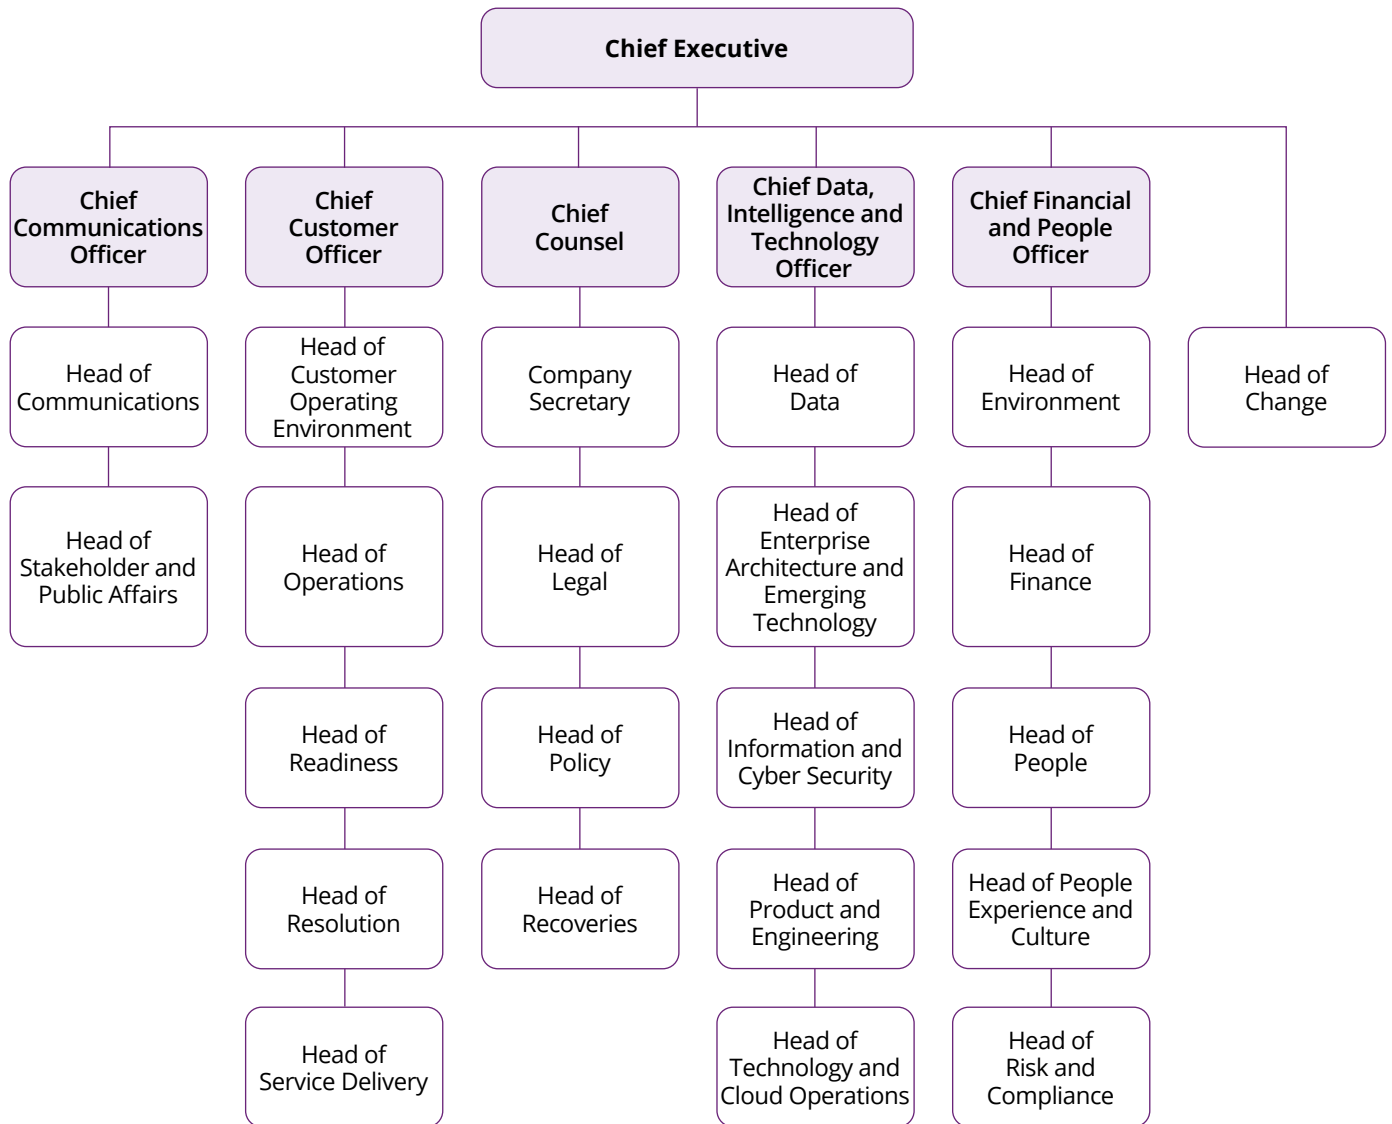 Chief Executive
Chief
Communications
Officer
Chief
Customer
Officer
Chief
Counsel
Chief Data,
Intelligence and
Technology
Officer
Chief Financial
and People
Officer
Head of
Communications
Head of
Customer
Operating
Environment
Company
Secretary
Head of
Data
Head of
Environment
Head of
Change
Head of
Stakeholder and
Public Affairs
Head of
Operations
Head of
Legal
Head of
Enterprise
Architecture and
Emerging
Technology
Head of
Finance
Head of
Readiness
Head of
Policy
Head of
Information and
Cyber Security
Head of
People
Head of
Resolution
Head of
Recoveries
Head of
Product and
Engineering
Head of People
Experience and
Culture
Head of
Service Delivery
Head of
Technology and
Cloud Operations
Head of
Risk and
Compliance